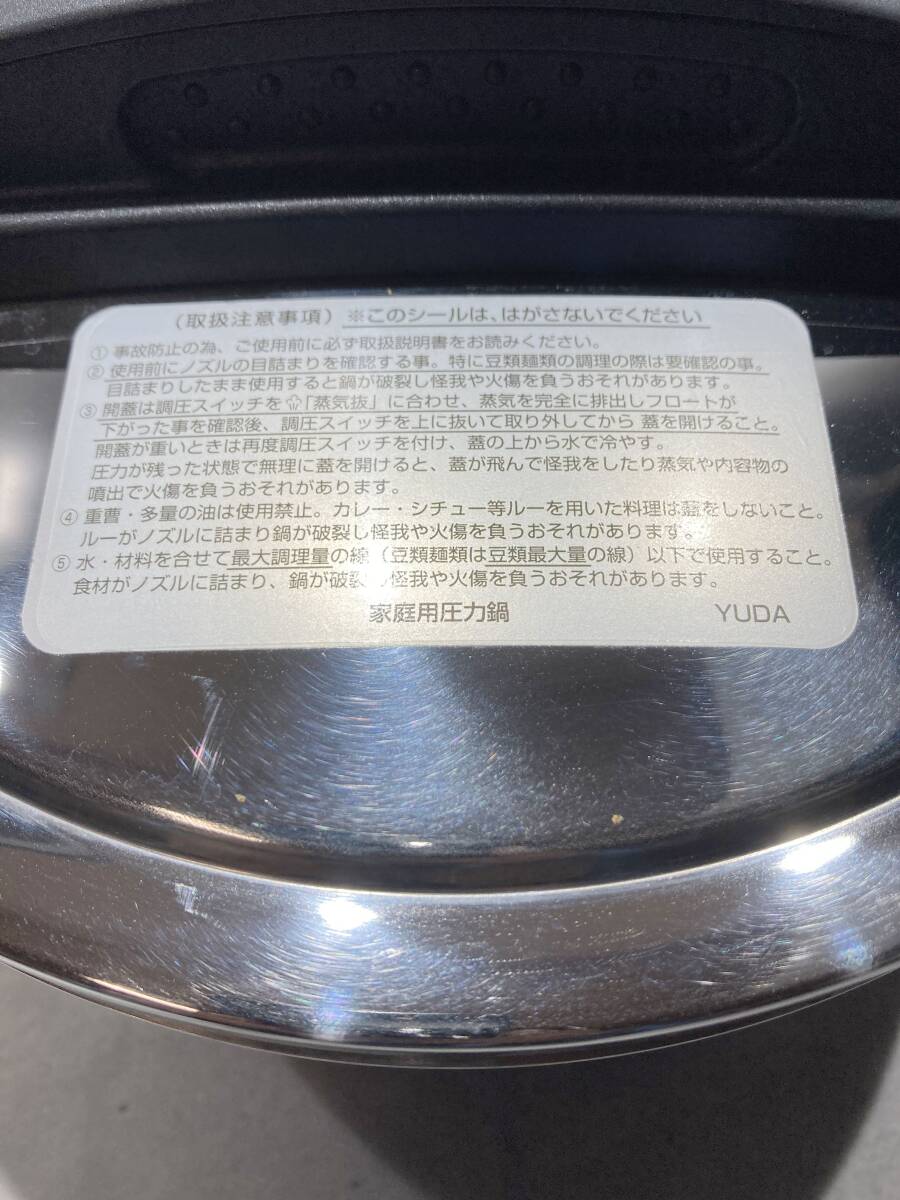 （取扱注意事項）※このシールは、はがさないでください
① 事故防止の為、ご使用前に必ず取扱説明書をお読みください。
② 使用前にノズルの目詰まりを確認する事。特に豆類麺類の調理の際は要確認の事。
目詰まりしたまま使用すると鍋が破裂し怪我や火傷を負うおそれがあります。
③ 開蓋は調圧スイッチを「蒸気抜」に合わせ、蒸気を完全に排出しフロートが
下がった事を確認後、調圧スイッチを上に抜いて取り外してから 蓋を開けること。
開蓋が重いときは再度調圧スイッチを付け、蓋の上から水で冷やす。
圧力が残った状態で無理に蓋を開けると、蓋が飛んで怪我をしたり蒸気や内容物の
噴出で火傷を負うおそれがあります。
④ 重曹・多量の油は使用禁止。カレー・シチュー等ルーを用いた料理は蓋をしないこと。
ルーがノズルに詰まり鍋が破裂し怪我や火傷を負うおそれがあります。
⑤ 水・材料を合せて最大調理量の線（豆類麺類は豆類最大量の線）以下で使用すること。
食材がノズルに詰まり、鍋が破裂し怪我や火傷を負うおそれがあります。
家庭用圧力鍋 YUDA